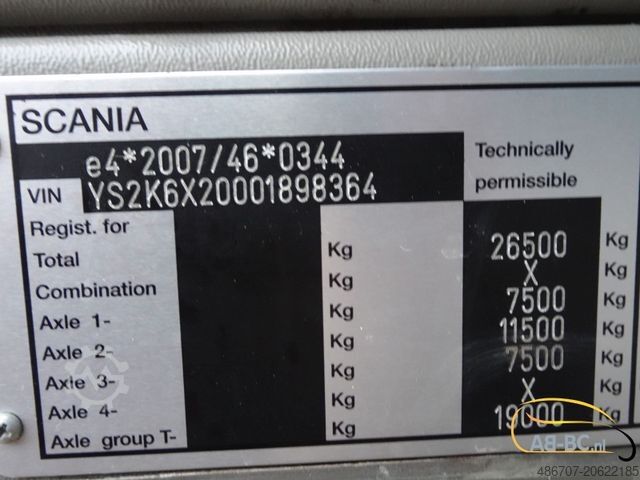 SCANIA
e4*2007/46*0344
VIN YS2K6X20001898364
Technically
permissible
Regist. for
Total Kg 26500 Kg
Combination Kg X Kg
Axle 1- Kg 7500 Kg
Axle 2- Kg 11500 Kg
Axle 3- Kg 7500 Kg
Axle 4- Kg X Kg
Axle group T- Kg 19000 Kg
AB-BC.nl
486707-20622185